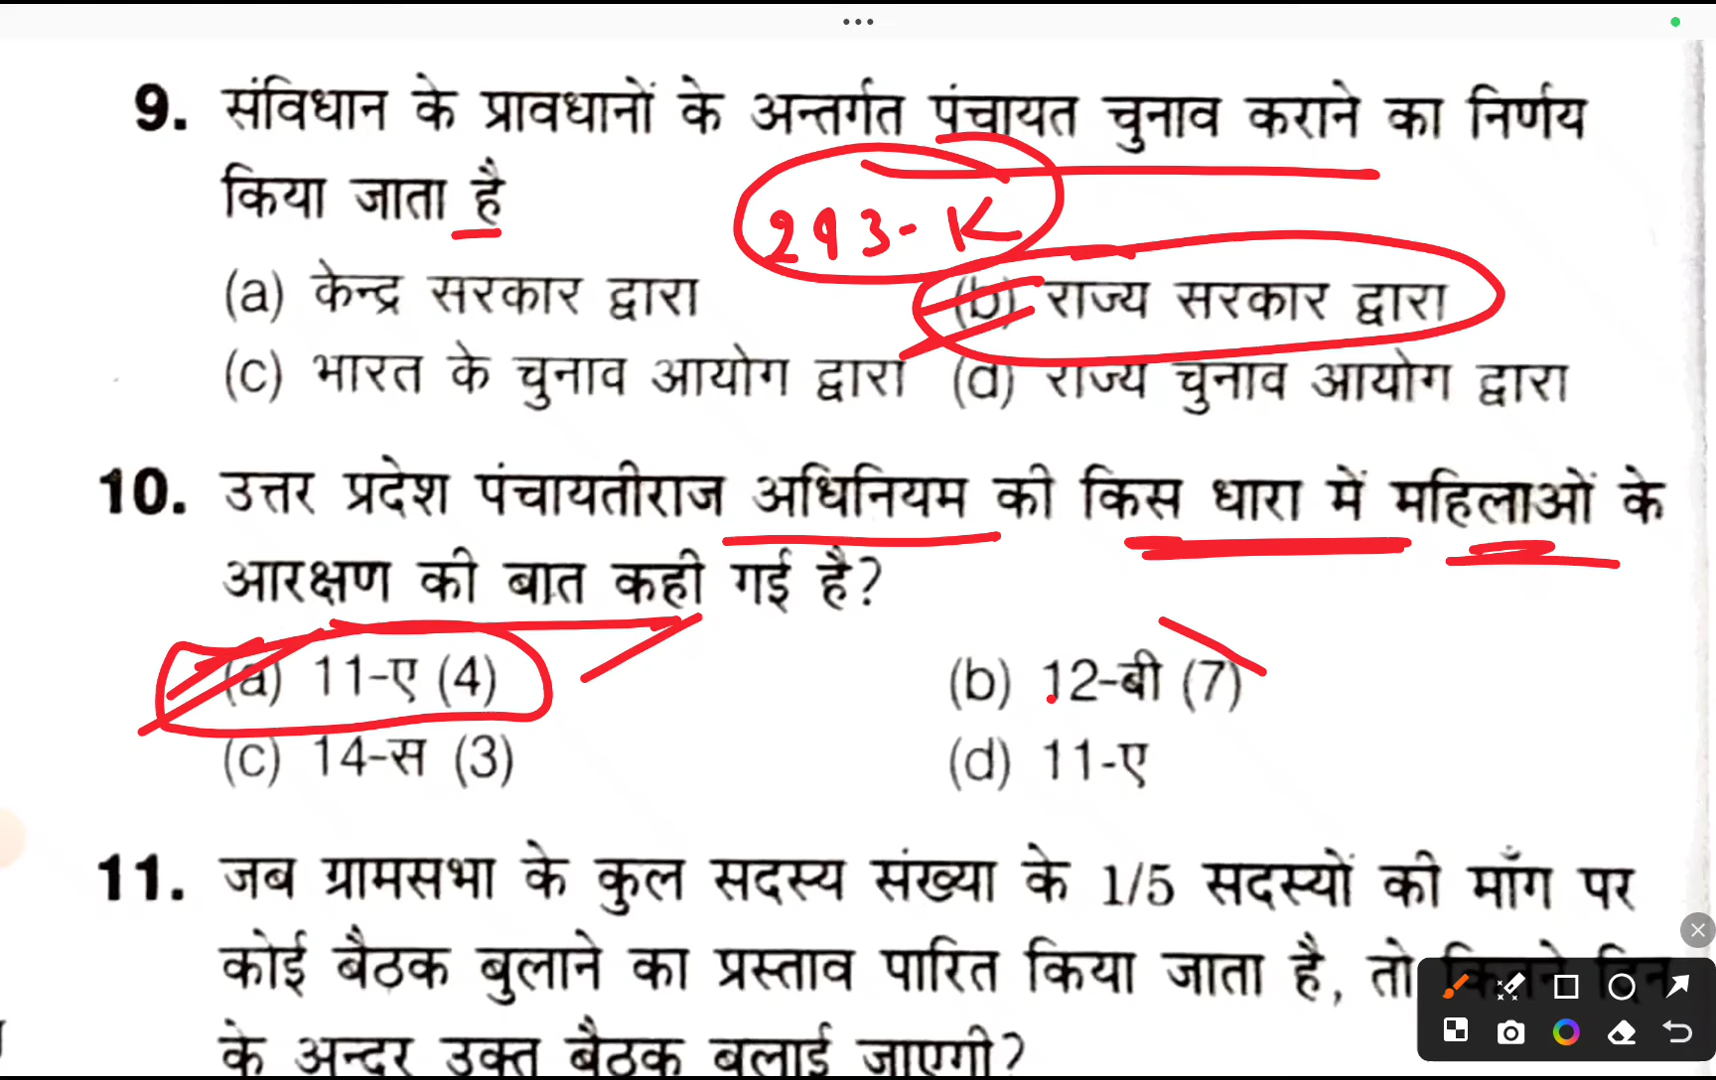 9. संविधान के प्रावधानों के अन्तर्गत पंचायत चुनाव कराने का निर्णय
किया जाता है
243-K
(a) केन्द्र सरकार द्वारा (b) राज्य सरकार द्वारा
(c) भारत के चुनाव आयोग द्वारा (d) राज्य चुनाव आयोग द्वारा
10. उत्तर प्रदेश पंचायतीराज अधिनियम की किस धारा में महिलाओं के
आरक्षण की बात कही गई है?
(a) 11-ए (4) (b) 12-बी (7)
(c) 14-स (3) (d) 11-ए
11. जब ग्रामसभा के कुल सदस्य संख्या के 1/5 सदस्यों की माँग पर
कोई बैठक बुलाने का प्रस्ताव पारित किया जाता है, तो कितने दिन
के अन्दर उक्त बैठक बुलाई जाएगी?